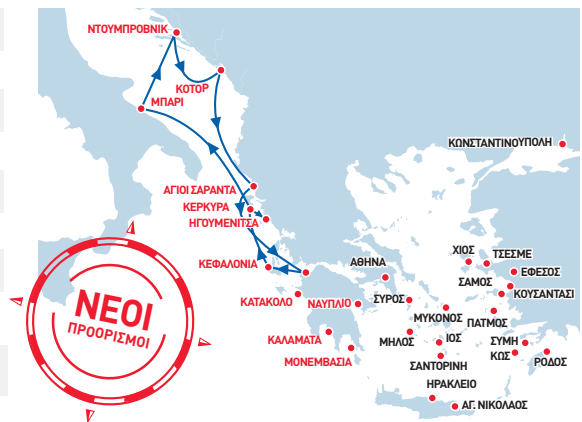 ΝΤΟΥΜΠΡΟΒΝΙΚ
ΚΟΤΟΡ
ΜΠΑΡΙ
ΚΩΝΣΤΑΝΤΙΝΟΥΠΟΛΗ
ΑΓΙΟΙ ΣΑΡΑΝΤΑ
ΚΕΡΚΥΡΑ
ΗΓΟΥΜΕΝΙΤΣΑ
ΚΕΦΑΛΟΝΙΑ
ΑΘΗΝΑ
ΧΙΟΣ
ΤΣΕΣΜΕ
ΕΦΕΣΟΣ
ΣΑΜΟΣ
ΚΟΥΣΑΝΤΑΣΙ
ΚΑΤΑΚΟΛΟ
ΝΑΥΠΛΙΟ
ΣΥΡΟΣ
ΜΥΚΟΝΟΣ
ΠΑΤΜΟΣ
ΚΑΛΑΜΑΤΑ
ΜΗΛΟΣ
ΙΟΣ
ΣΥΜΗ
ΚΩΣ
ΜΟΝΕΜΒΑΣΙΑ
ΣΑΝΤΟΡΙΝΗ
ΡΟΔΟΣ
ΗΡΑΚΛΕΙΟ
ΑΓ. ΝΙΚΟΛΑΟΣ
ΝΕΟΙ
ΠΡΟΟΡΙΣΜΟΙ